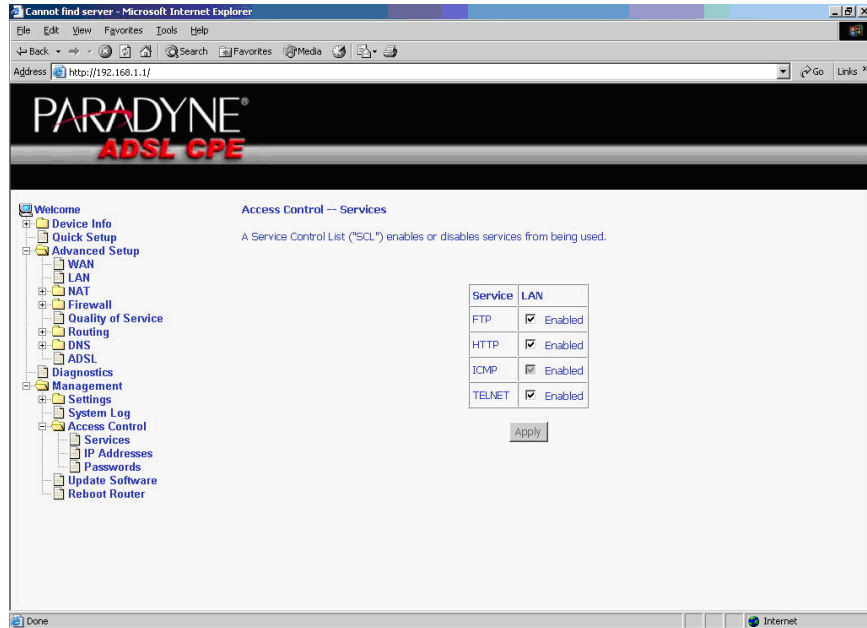 Cannot find server - Microsoft Internet Explorer
File Edit View Favorites Tools Help
Back Search Favorites Media
Address http://192.168.1.1/ Go Links »
PARADYNE®
ADSL CPE
Welcome
Device Info
Quick Setup
Advanced Setup
WAN
LAN
NAT
Firewall
Quality of Service
Routing
DNS
ADSL
Diagnostics
Management
Settings
System Log
Access Control
Services
IP Addresses
Passwords
Update Software
Reboot Router
Access Control -- Services
A Service Control List ("SCL") enables or disables services from being used.
Service LAN
FTP Enabled
HTTP Enabled
ICMP Enabled
TELNET Enabled
Apply
Done Internet